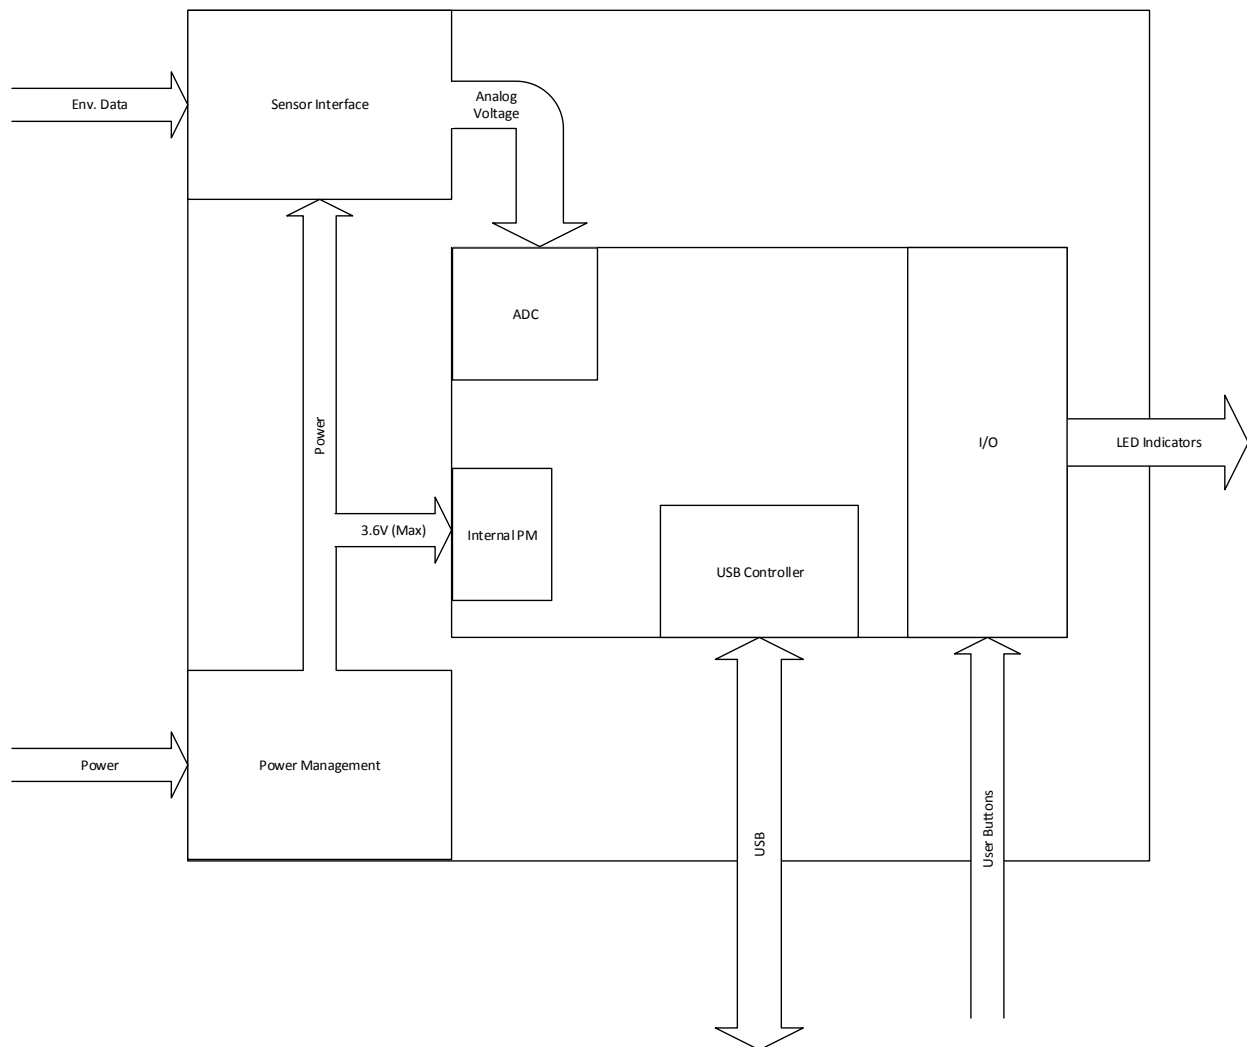 Env. Data
Sensor Interface
Analog
Voltage
ADC
Power
I/O
LED Indicators
3.6V (Max)
Internal PM
USB Controller
Power
Power Management
USB
User Buttons